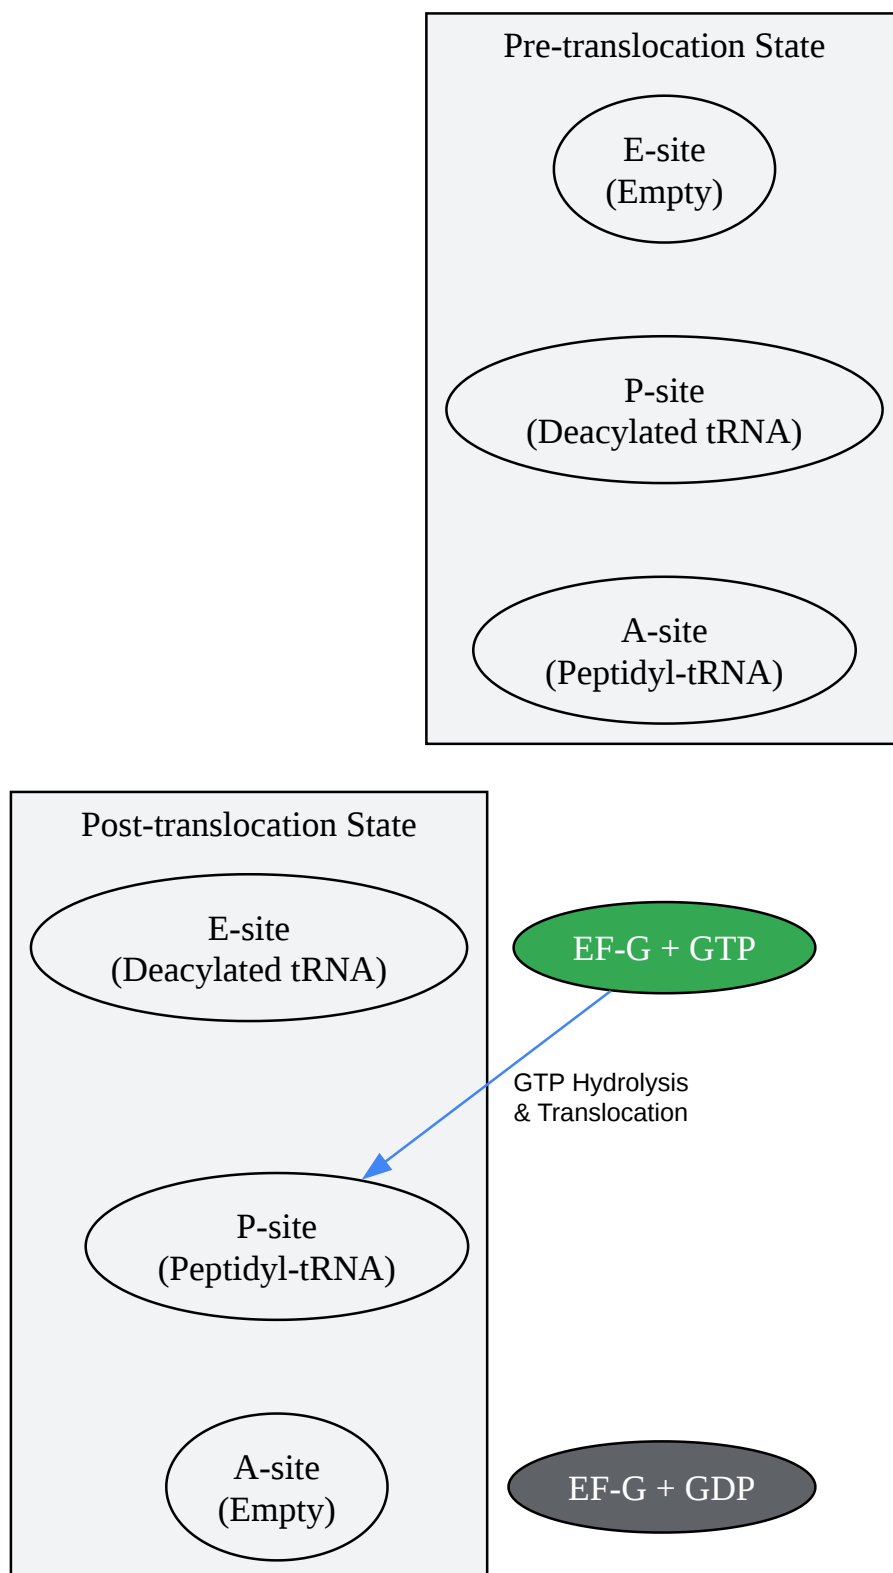 Pre-translocation State
E-site
(Empty)
P-site
(Deacylated tRNA)
A-site
(Peptidyl-tRNA)
Post-translocation State
E-site
(Deacylated tRNA)
EF-G + GTP
GTP Hydrolysis
& Translocation
P-site
(Peptidyl-tRNA)
A-site
(Empty)
EF-G + GDP